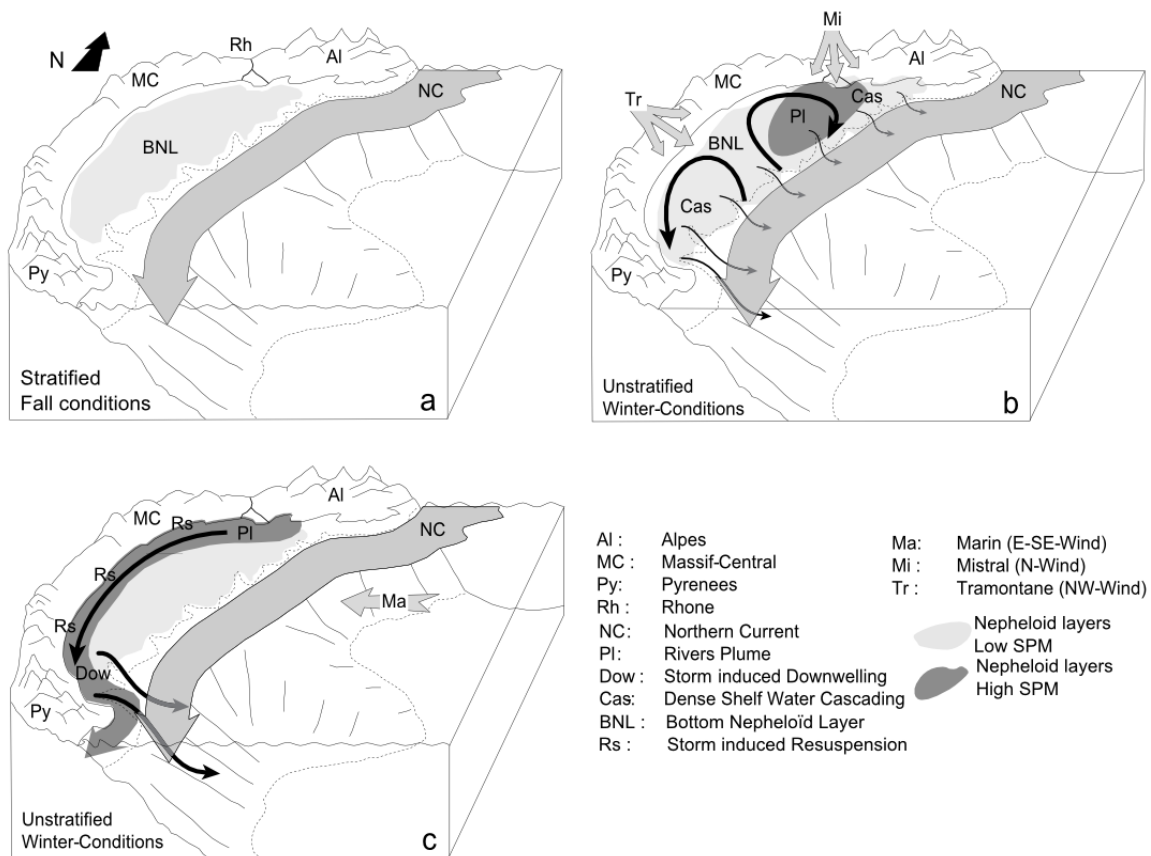 a
N
MC
Rh
Al
NC
BNL
Py
Stratified
Fall conditions
a
Mi
Al
MC
Cas
NC
Tr
Pl
BNL
Cas
Py
Unstratified
Winter-Conditions
b
Al
MC
Rs
Pl
NC
Rs
Ma
Rs
Dow
Py
Unstratified
Winter-Conditions
c
Al : Alpes
MC : Massif-Central
Py: Pyrenees
Rh : Rhone
NC: Northern Current
Pl: Rivers Plume
Dow : Storm induced Downwelling
Cas: Dense Shelf Water Cascading
BNL : Bottom Nepheloïd Layer
Rs : Storm induced Resuspension
Ma: Marin (E-SE-Wind)
Mi : Mistral (N-Wind)
Tr : Tramontane (NW-Wind)
Nepheloid layers
Low SPM
Nepheloid layers
High SPM